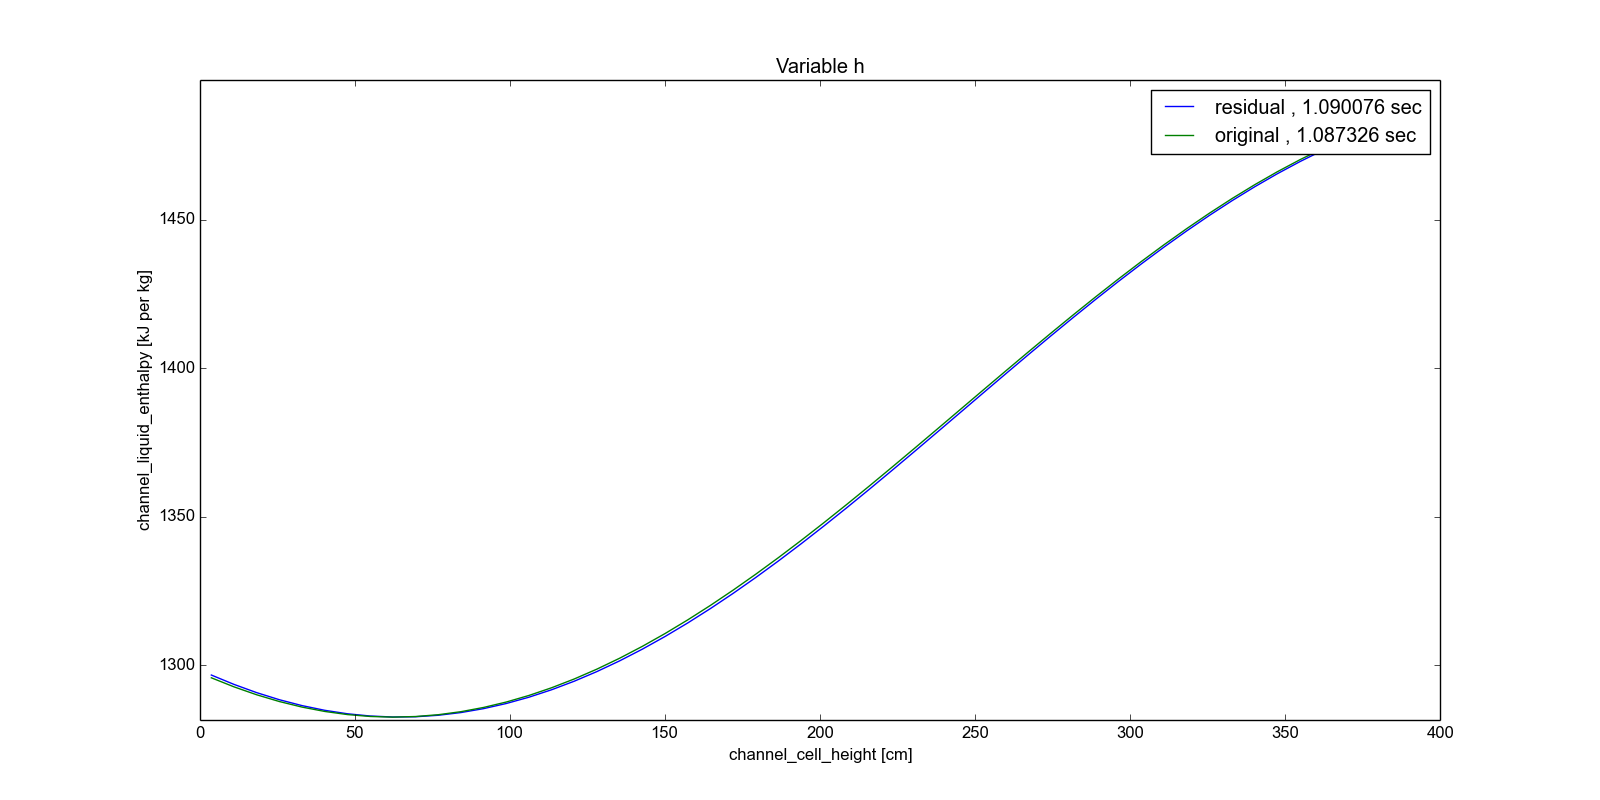 Variable h
residual , 1.090076 sec
original , 1.087326 sec
channel_liquid_enthalpy [kJ per kg]
1450
1400
1350
1300
0 50 100 150 200 250 300 350 400
channel_cell_height [cm]